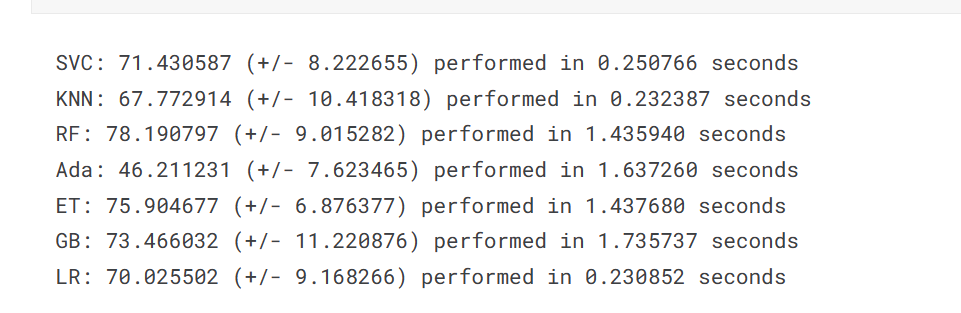 SVC: 71.430587 (+/- 8.222655) performed in 0.250766 seconds
KNN: 67.772914 (+/- 10.418318) performed in 0.232387 seconds
RF: 78.190797 (+/- 9.015282) performed in 1.435940 seconds
Ada: 46.211231 (+/- 7.623465) performed in 1.637260 seconds
ET: 75.904677 (+/- 6.876377) performed in 1.437680 seconds
GB: 73.466032 (+/- 11.220876) performed in 1.735737 seconds
LR: 70.025502 (+/- 9.168266) performed in 0.230852 seconds